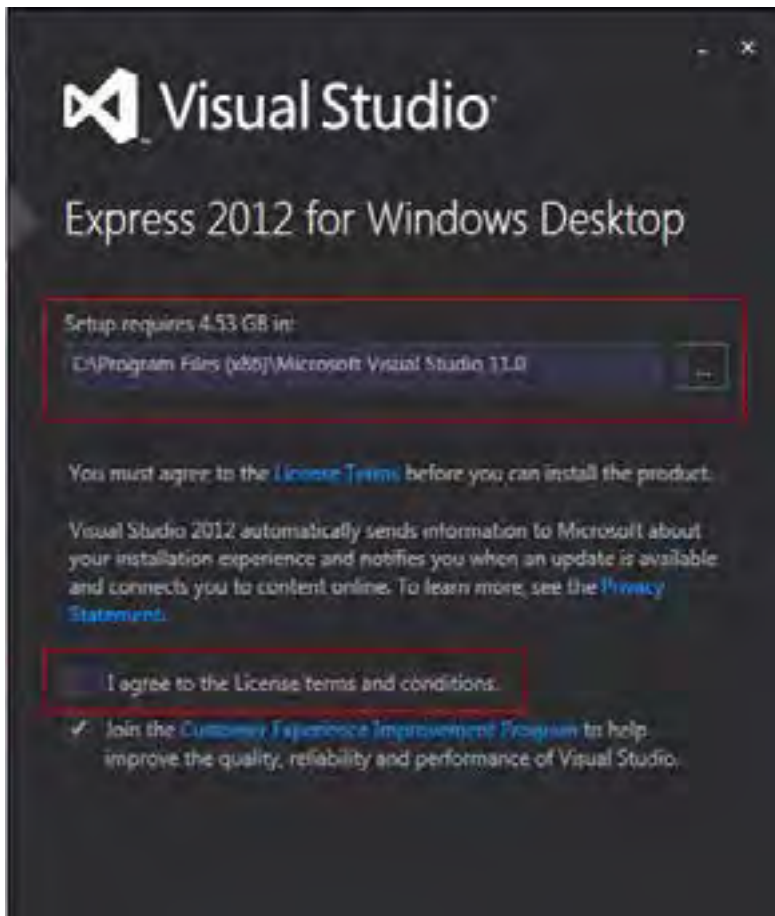 Visual Studio
Express 2012 for Windows Desktop
Setup requires 4.53 GB in:
C:\Program Files (x86)\Microsoft Visual Studio 11.0
...
You must agree to the License Terms before you can install the product.
Visual Studio 2012 automatically sends information to Microsoft about
your installation experience and notifies you when an update is available
and connects you to content online. To learn more, see the Privacy
Statement.
I agree to the License terms and conditions.
Join the Customer Experience Improvement Program to help
improve the quality, reliability and performance of Visual Studio.